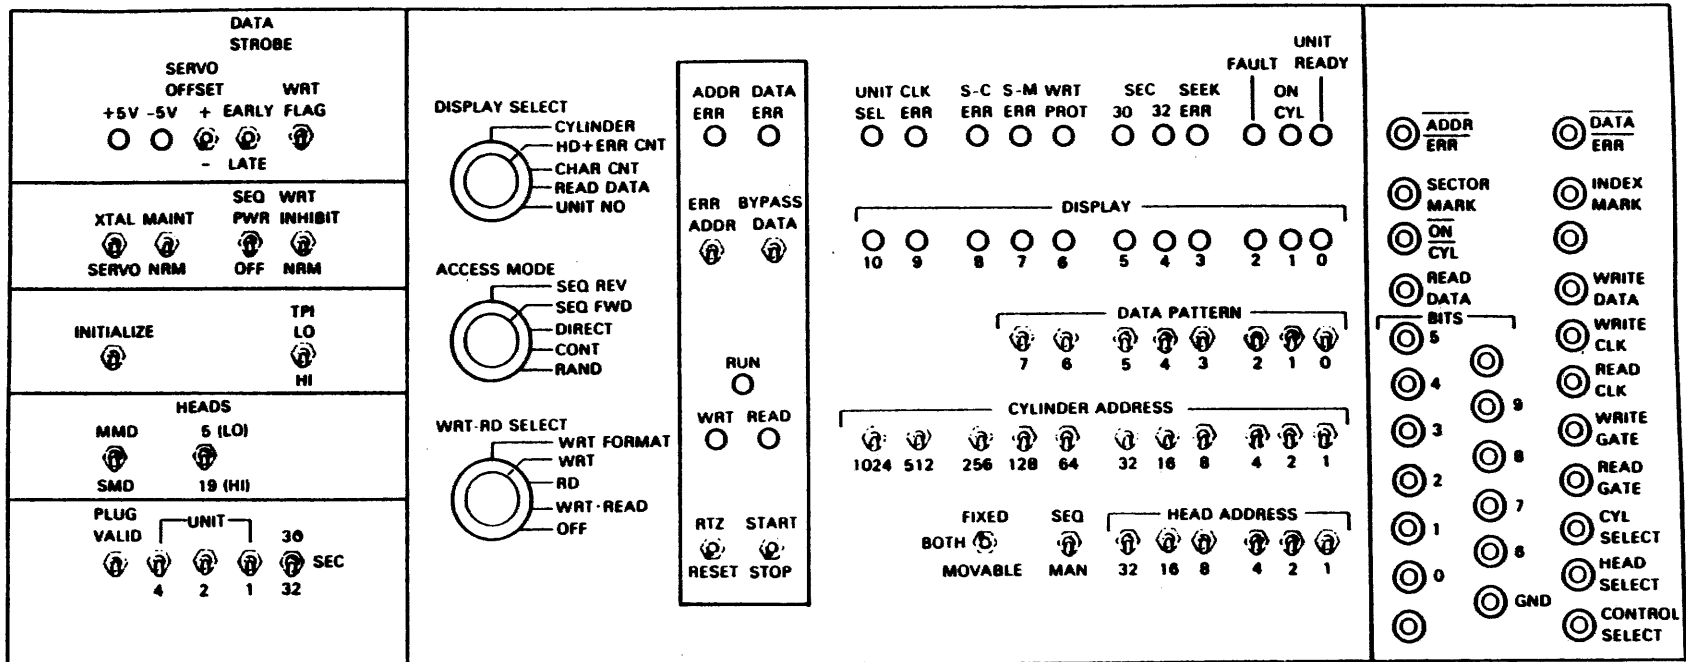 DATA
STROBE
SERVO
OFFSET
WRT
FLAG
+5V -5V + EARLY
- LATE
SEQ WRT
XTAL MAINT PWR INHIBIT
SERVO NRM OFF NRM
TPI
INITIALIZE LO
HI
HEADS
MMD 5 (LO)
SMD 19 (HI)
PLUG
VALID
UNIT
30
SEC
4 2 1 32
DISPLAY SELECT
CYLINDER
HD+ERR CNT
CHAR CNT
READ DATA
UNIT NO
ACCESS MODE
SEQ REV
SEQ FWD
DIRECT
CONT
RAND
WRT-RD SELECT
WRT FORMAT
WRT
RD
WRT-READ
OFF
ADDR DATA
ERR ERR
ERR BYPASS
ADDR DATA
RUN
WRT READ
RTZ START
RESET STOP
UNIT
FAULT READY
UNIT CLK S-C S-M WRT SEC SEEK ON
SEL ERR ERR ERR PROT 30 32 ERR CYL
DISPLAY
10 9 8 7 6 5 4 3 2 1 0
DATA PATTERN
7 6 5 4 3 2 1 0
CYLINDER ADDRESS
1024 512 256 128 64 32 16 8 4 2 1
FIXED SEQ HEAD ADDRESS
BOTH
MOVABLE MAN 32 16 8 4 2 1
ADDR
ERR
DATA
ERR
SECTOR
MARK
INDEX
MARK
ON
CYL
READ
DATA
WRITE
DATA
BITS
5
WRITE
CLK
4
READ
CLK
9
3
WRITE
GATE
8
2
READ
GATE
7
1
CYL
SELECT
6
0
HEAD
SELECT
GND
CONTROL
SELECT